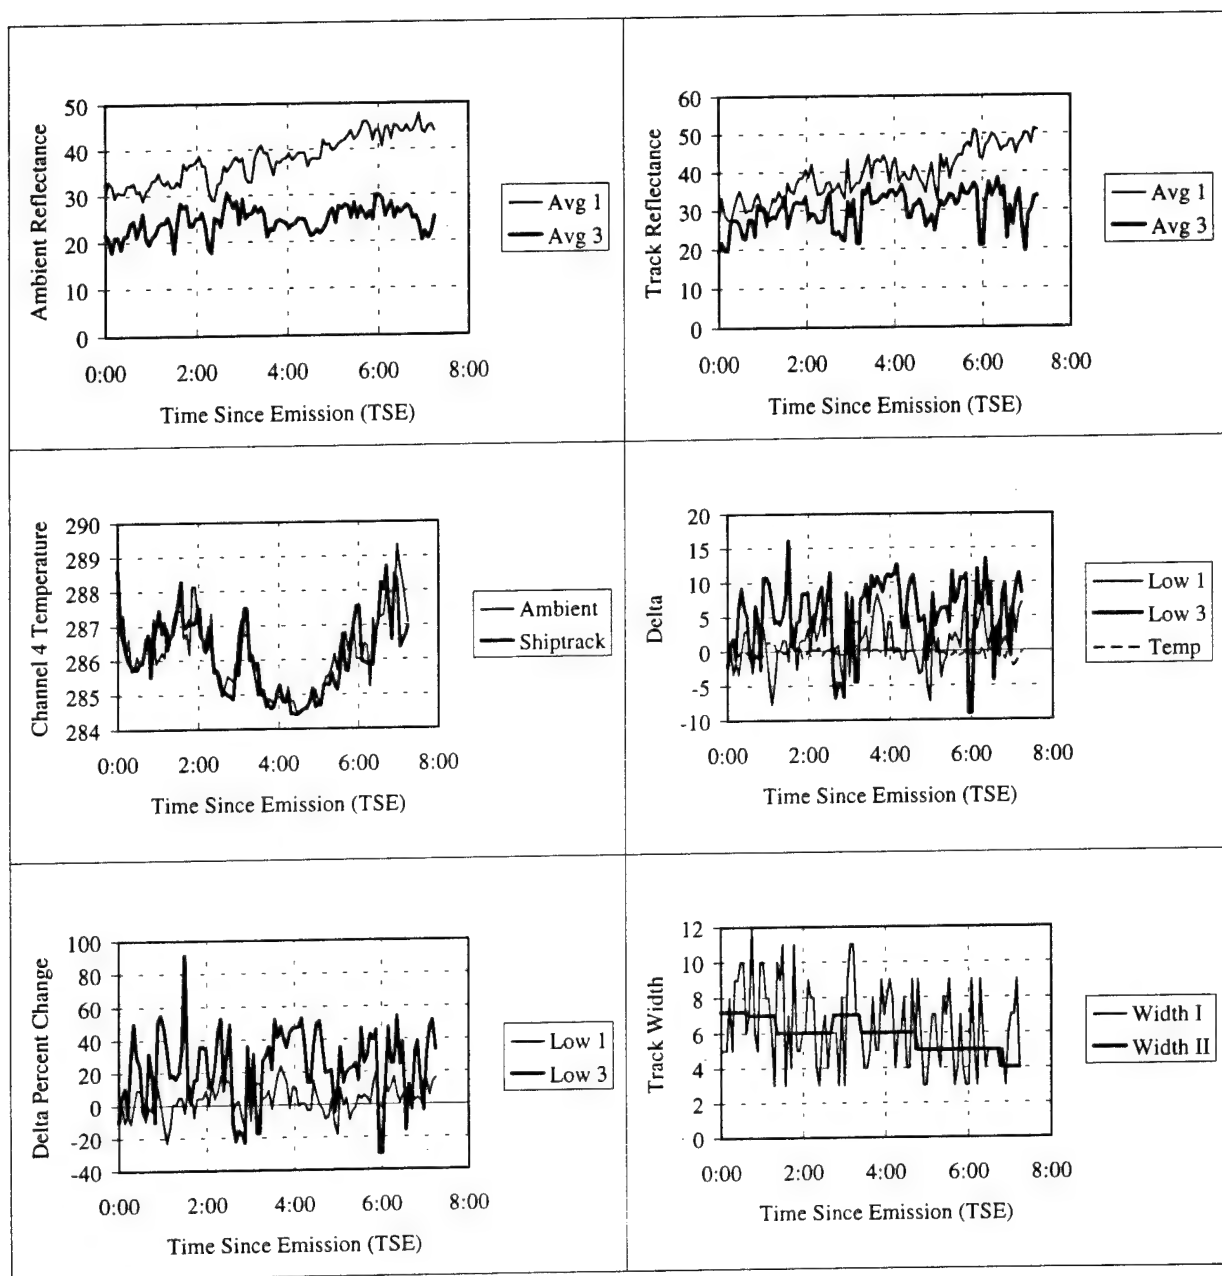 50
40
30
20
10
0
Ambient Reflectance
0:00 2:00 4:00 6:00 8:00
Time Since Emission (TSE)
Avg 1
Avg 3
60
50
40
30
20
10
0
Track Reflectance
0:00 2:00 4:00 6:00 8:00
Time Since Emission (TSE)
Avg 1
Avg 3
290
289
288
287
286
285
284
Channel 4 Temperature
0:00 2:00 4:00 6:00 8:00
Time Since Emission (TSE)
Ambient
Shiptrack
20
15
10
5
0
-5
-10
Delta
0:00 2:00 4:00 6:00 8:00
Time Since Emission (TSE)
Low 1
Low 3
Temp
100
80
60
40
20
0
-20
-40
Delta Percent Change
0:00 2:00 4:00 6:00 8:00
Time Since Emission (TSE)
Low 1
Low 3
12
10
8
6
4
2
0
Track Width
0:00 2:00 4:00 6:00 8:00
Time Since Emission (TSE)
Width I
Width II